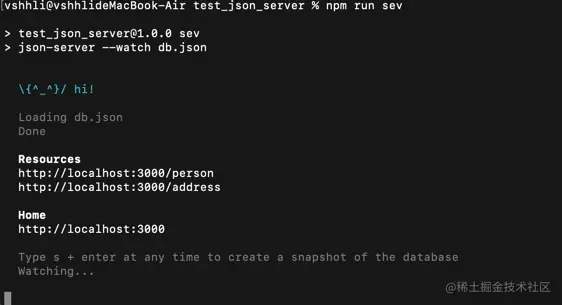 [vshhli@vshhlideMacBook-Air test_json_server % npm run sev
> test_json_server@1.0.0 sev
> json-server --watch db.json
\{^_^}/ hi!
Loading db.json
Done
Resources
http://localhost:3000/person
http://localhost:3000/address
Home
http://localhost:3000
Type s + enter at any time to create a snapshot of the database
Watching...
@稀土掘金技术社区